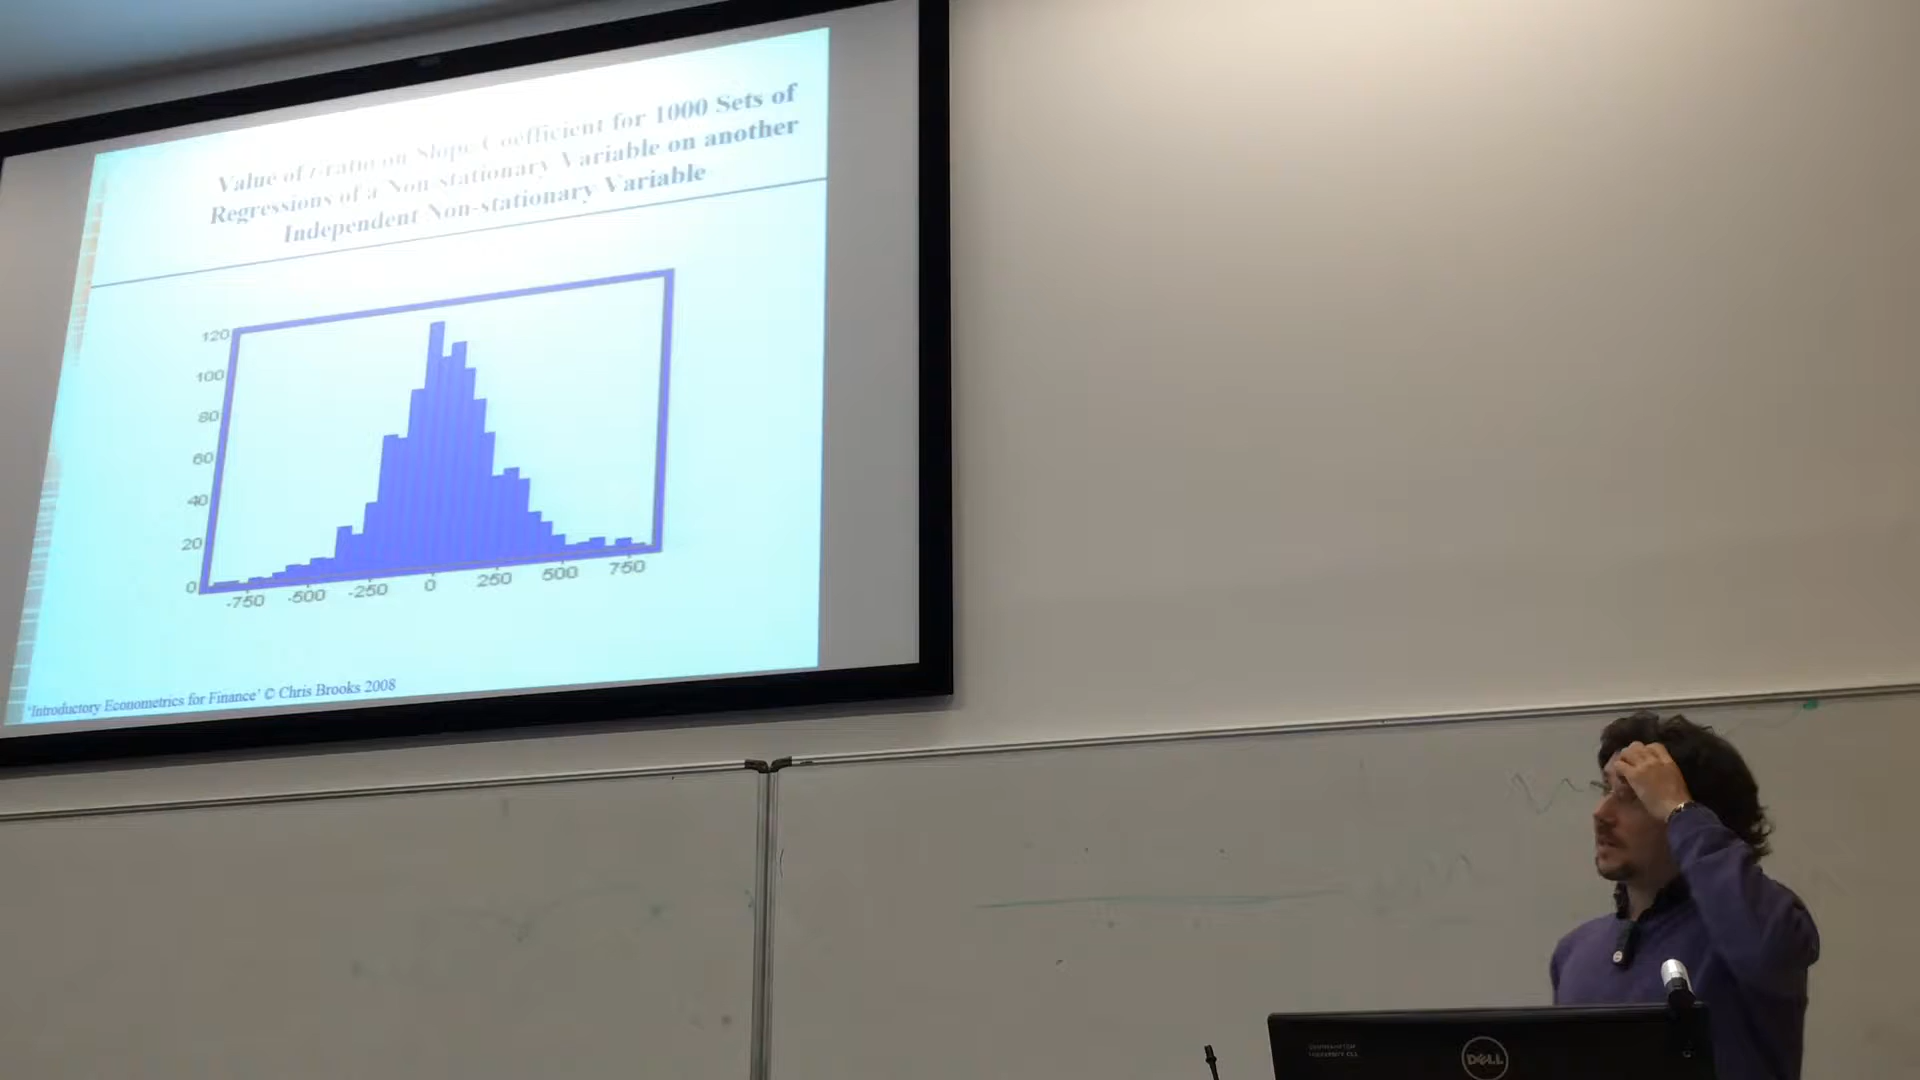 Value of t-ratio on Slope Coefficient for 1000 Sets of
Regressions of a Non-stationary Variable on another
Independent Non-stationary Variable
120
100
80
60
40
20
0
-750 -500 -250 0 250 500 750
'Introductory Econometrics for Finance' © Chris Brooks 2008
DELL